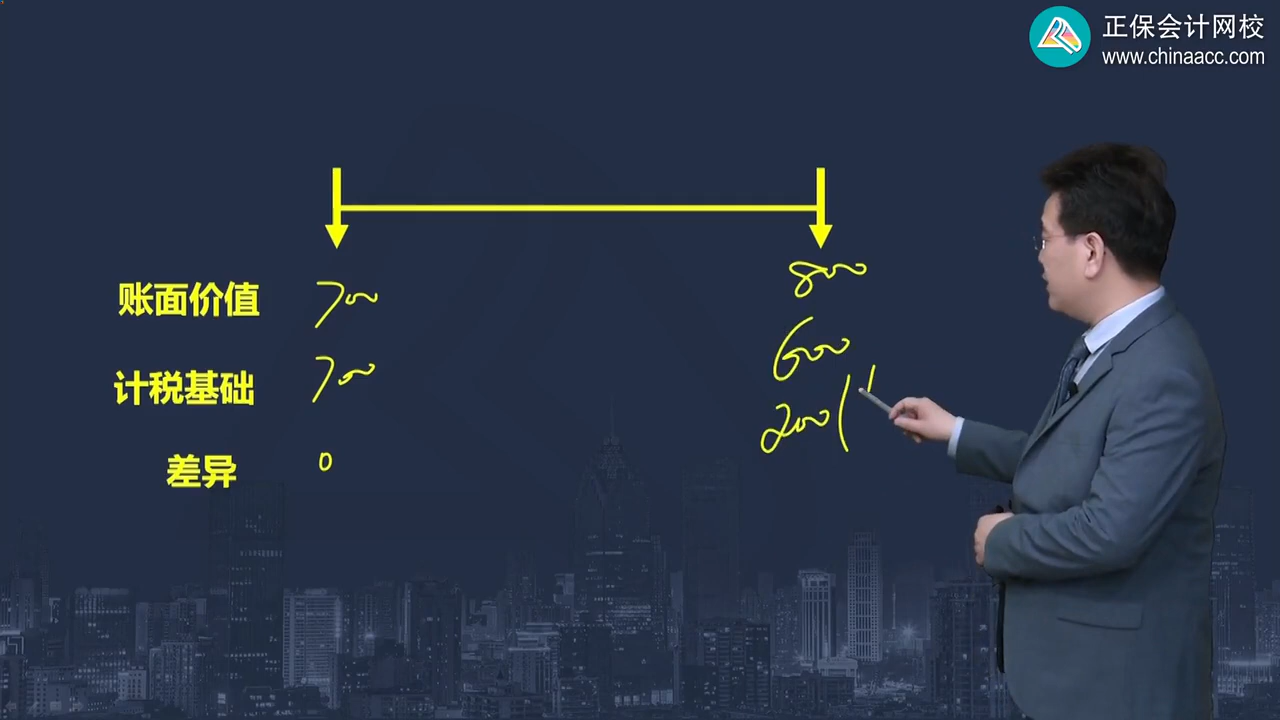 正保会计网校
www.chinaacc.com
账面价值 700 800
计税基础 700 600
差异 0 200(